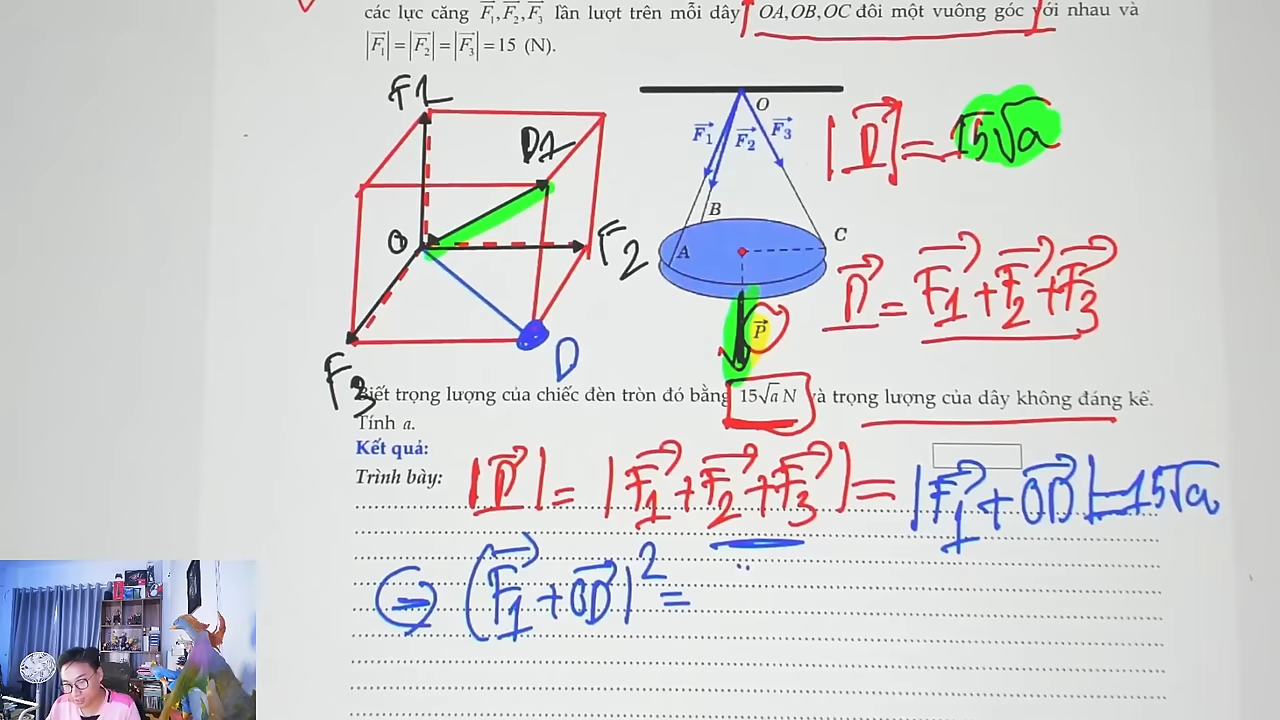 các lực căng F₁, F₂, F₃ lần lượt trên mỗi dây OA, OB, OC đôi một vuông góc với nhau và
|F₁| = |F₂| = |F₃| = 15 (N).
F1
D1
O
F2
F3
D
O
F₁
F₂
F₃
B
A
C
P
|P| = 15√a
P = F1 + F2 + F3
Biết trọng lượng của chiếc đèn tròn đó bằng 15√a N và trọng lượng của dây không đáng kể.
Tính a.
Kết quả:
Trình bày: |P| = |F1 + F2 + F3| = |F1 + OD| = 15√a
(F1 + OD)² =